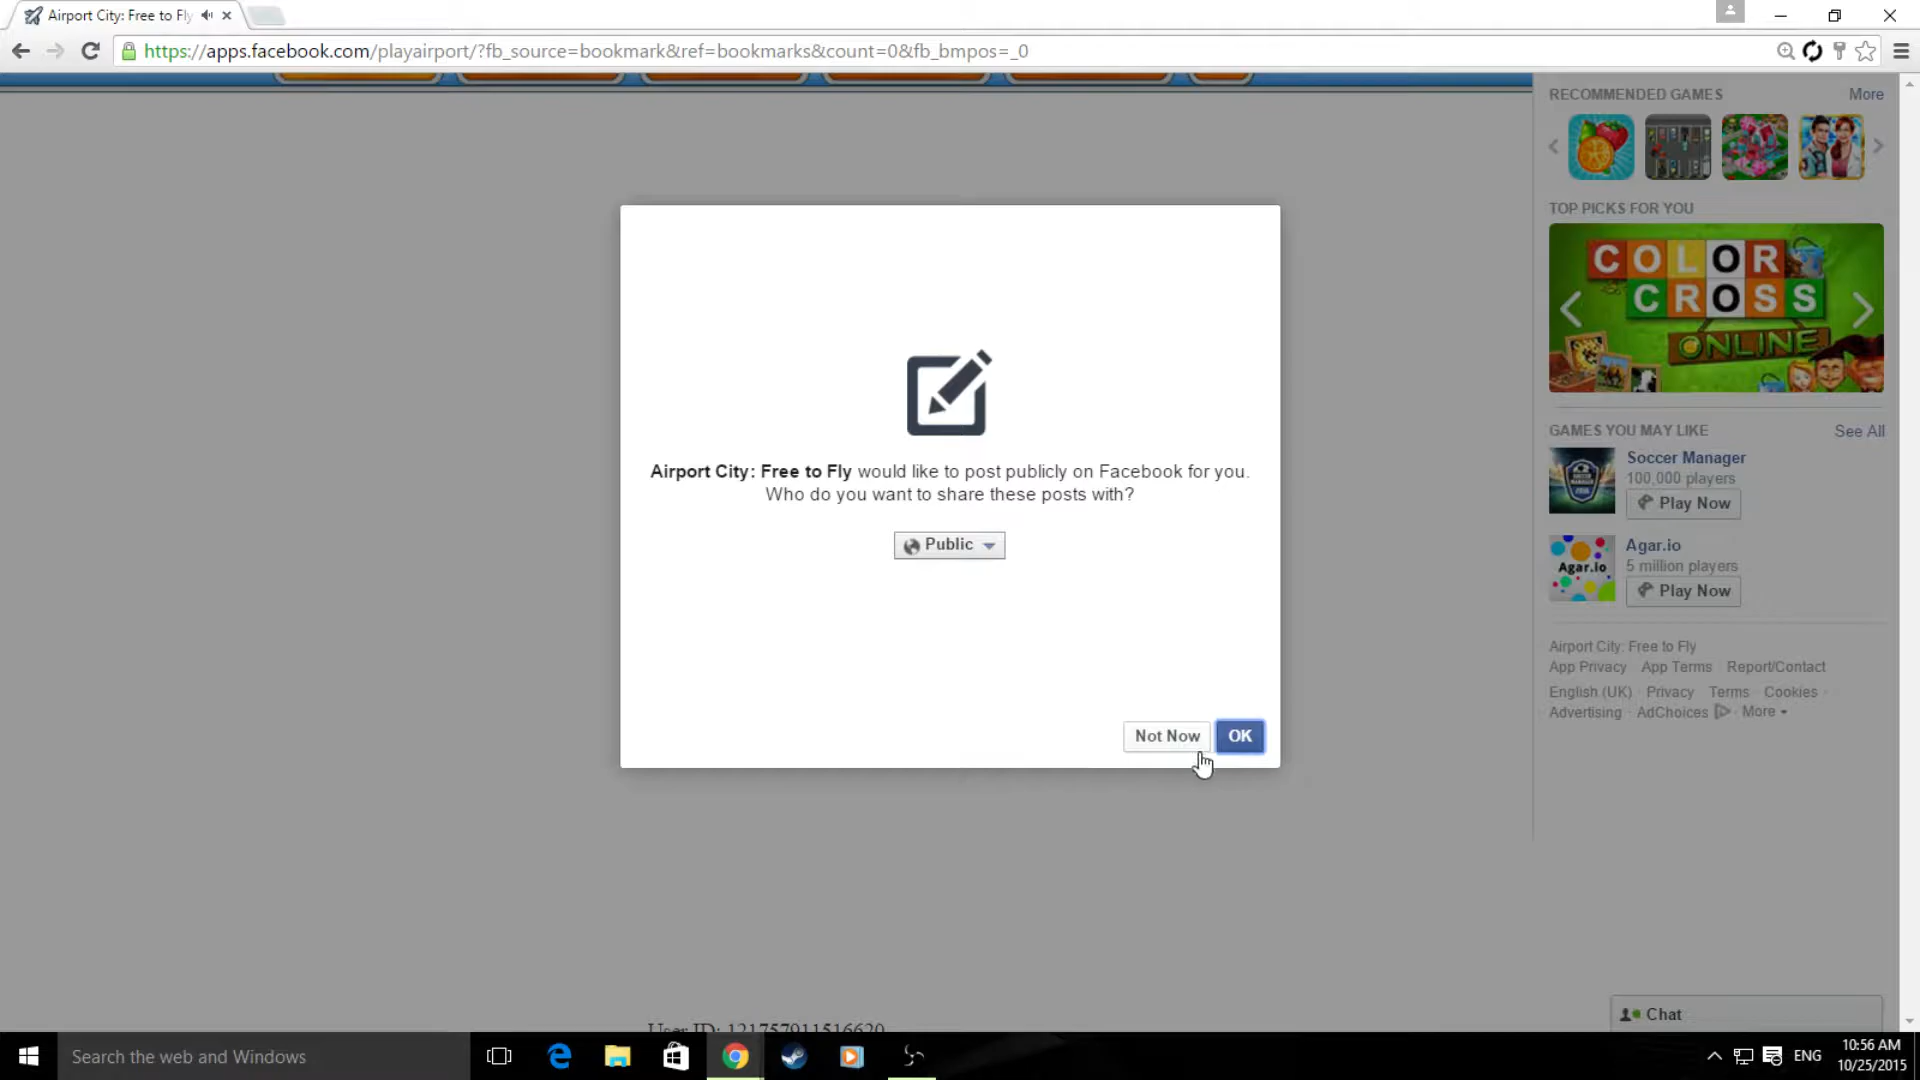 Airport City: Free to Fly
https://apps.facebook.com/playairport/?fb_source=bookmark&ref=bookmarks&count=0&fb_bmpos=_0
RECOMMENDED GAMES More
TOP PICKS FOR YOU
COLOR
CROSS
ONLINE
GAMES YOU MAY LIKE See All
Soccer Manager
100,000 players
Play Now
Agar.io
Agar.io
5 million players
Play Now
Airport City: Free to Fly
App Privacy App Terms Report/Contact
English (UK) · Privacy · Terms · Cookies ·
Advertising · AdChoices More
Airport City: Free to Fly would like to post publicly on Facebook for you.
Who do you want to share these posts with?
Public
Not Now OK
User ID: 121757911516620
Chat
Search the web and Windows
ENG
10:56 AM
10/25/2015